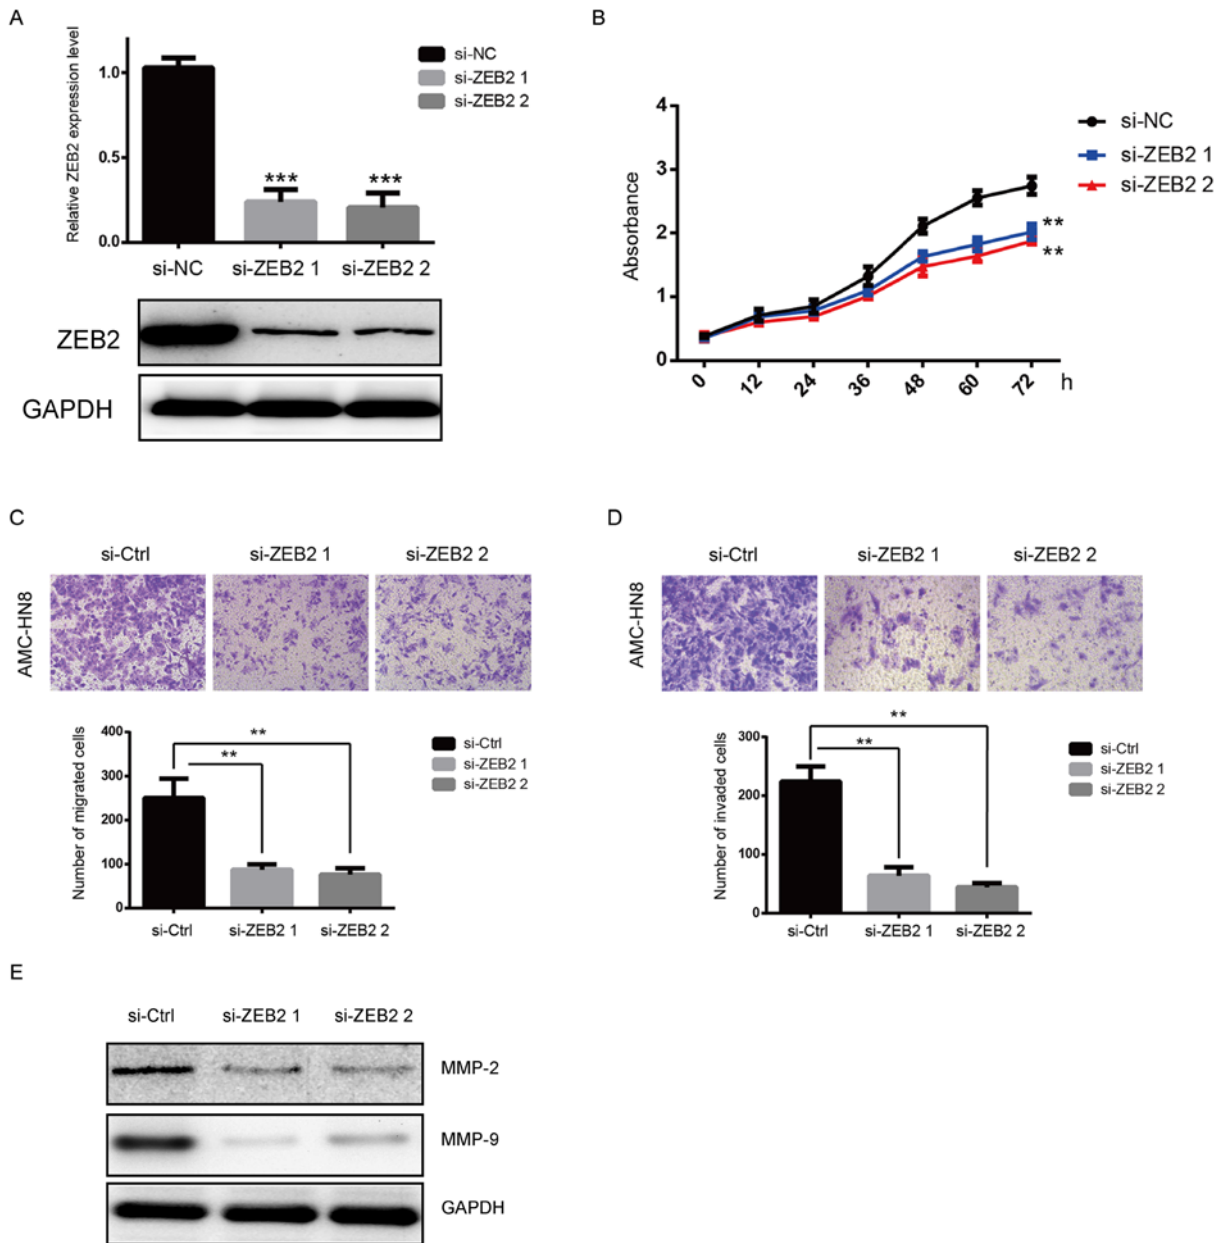 A
Relative ZEB2 expression level
1.0
0.5
0.0
***
***
si-NC
si-ZEB2 1
si-ZEB2 2
si-NC si-ZEB2 1 si-ZEB2 2
ZEB2
GAPDH
B
Absorbance
4
3
2
1
0
0 12 24 36 48 60 72 h
si-NC
si-ZEB2 1
si-ZEB2 2
**
**
C
si-Ctrl si-ZEB2 1 si-ZEB2 2
AMC-HN8
Number of migrated cells
400
300
200
100
0
**
**
si-Ctrl
si-ZEB2 1
si-ZEB2 2
si-Ctrl si-ZEB2 1 si-ZEB2 2
D
si-Ctrl si-ZEB2 1 si-ZEB2 2
AMC-HN8
Number of invaded cells
300
200
100
0
**
**
si-Ctrl
si-ZEB2 1
si-ZEB2 2
si-Ctrl si-ZEB2 1 si-ZEB2 2
E
si-Ctrl si-ZEB2 1 si-ZEB2 2
MMP-2
MMP-9
GAPDH